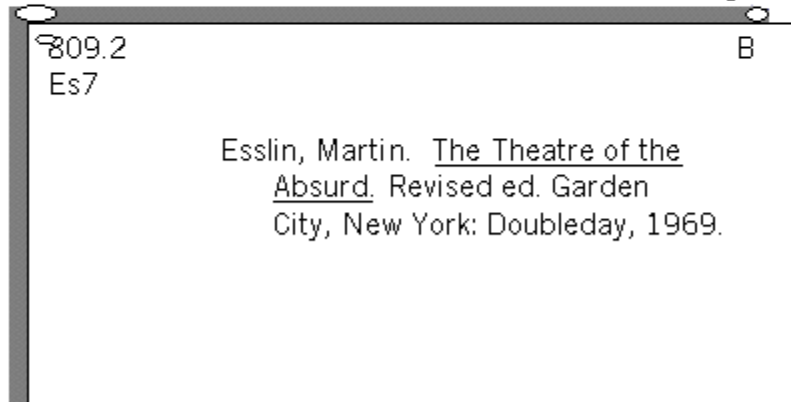 809.2 B
Es7
Esslin, Martin. The Theatre of the
Absurd. Revised ed. Garden
City, New York: Doubleday, 1969.